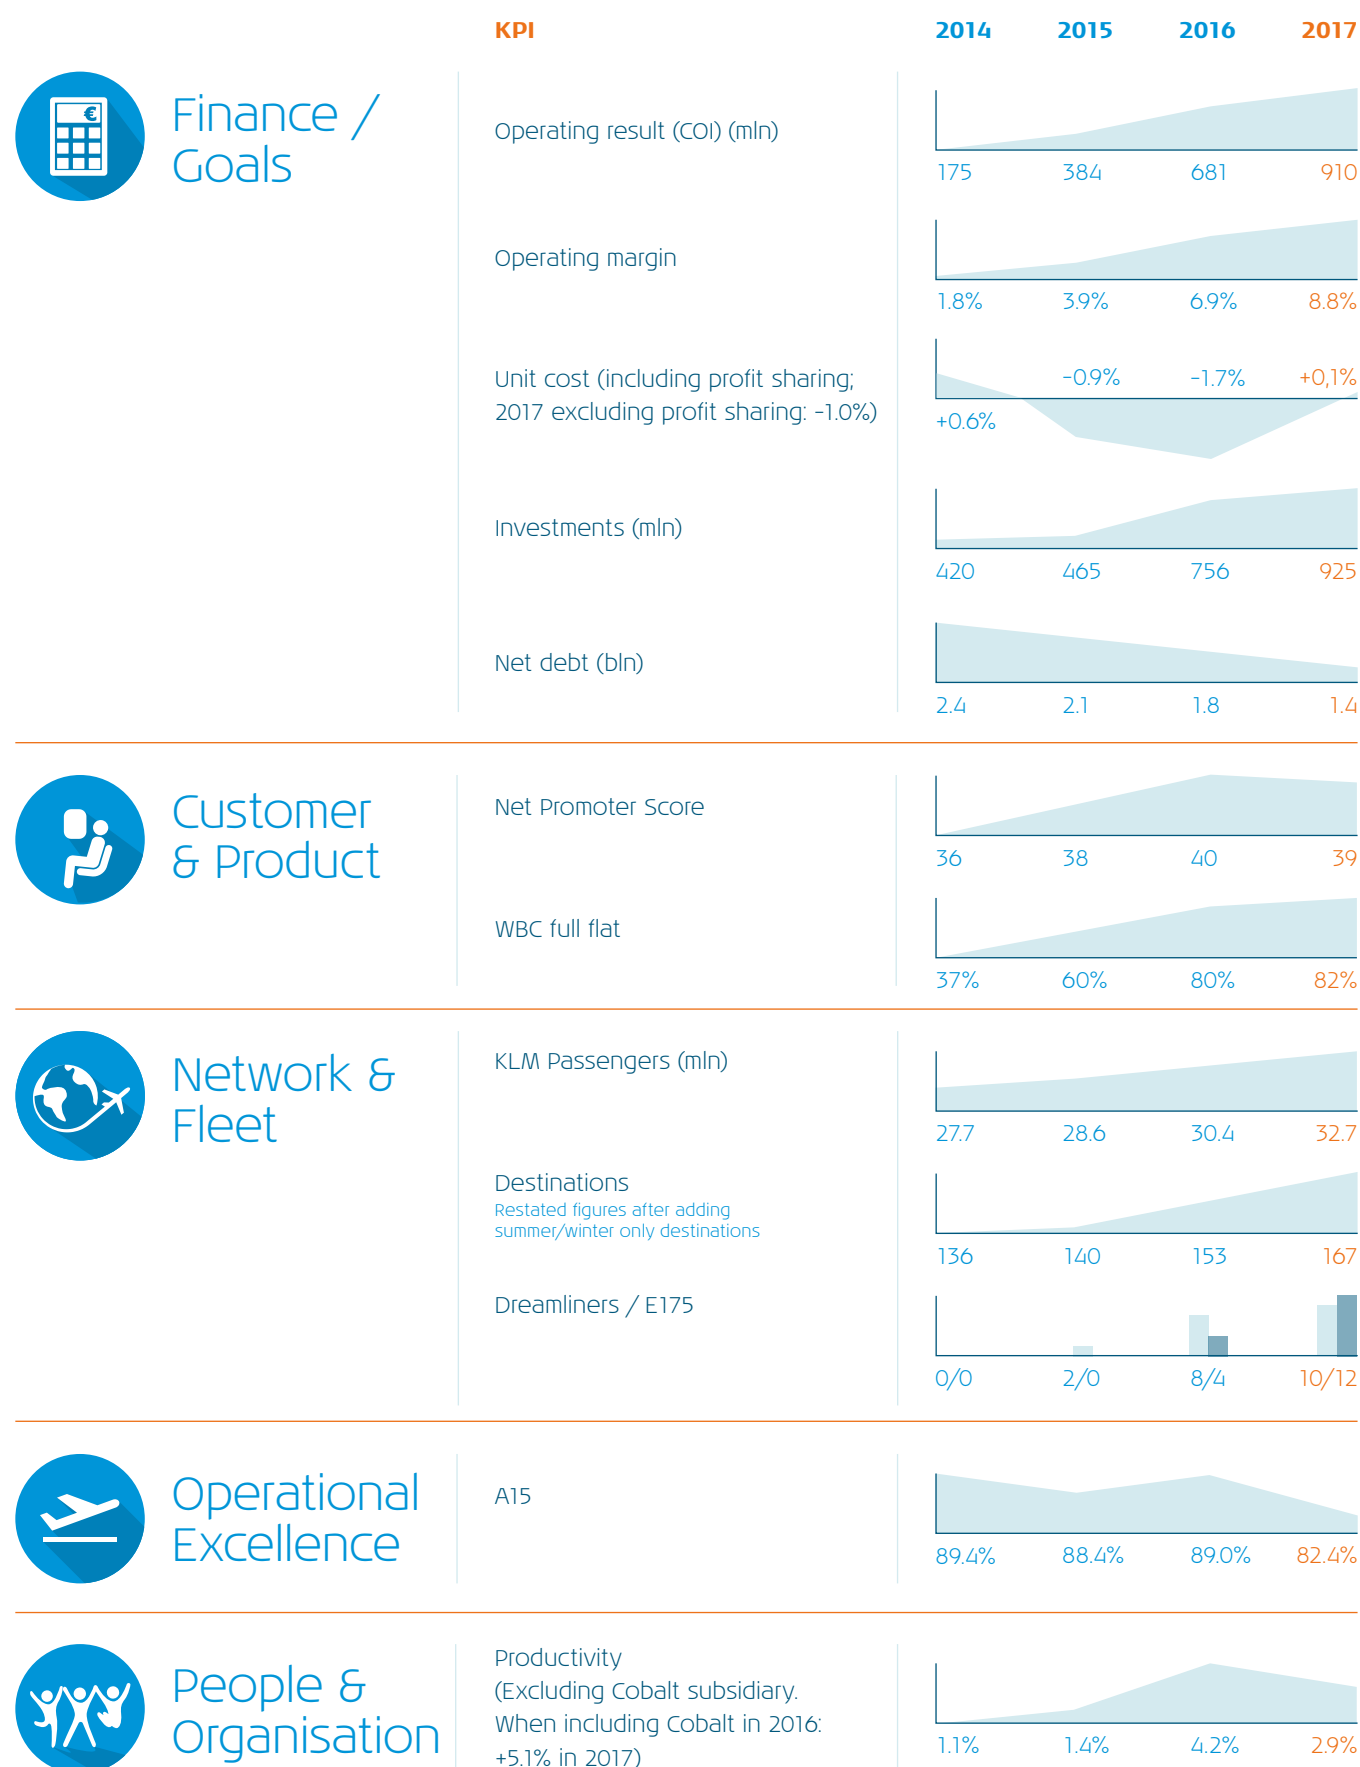 KPI 2014 2015 2016 2017
Finance /
Goals
€
Operating result (COI) (mln)
175 384 681 910
Operating margin
1.8% 3.9% 6.9% 8.8%
Unit cost (including profit sharing;
2017 excluding profit sharing: -1.0%)
-0.9% -1.7% +0,1%
+0.6%
Investments (mln)
420 465 756 925
Net debt (bln)
2.4 2.1 1.8 1.4
Customer
& Product
Net Promoter Score
36 38 40 39
WBC full flat
37% 60% 80% 82%
Network &
Fleet
KLM Passengers (mln)
27.7 28.6 30.4 32.7
Destinations
Restated figures after adding
summer/winter only destinations
136 140 153 167
Dreamliners / E175
0/0 2/0 8/4 10/12
Operational
Excellence
A15
89.4% 88.4% 89.0% 82.4%
People &
Organisation
Productivity
(Excluding Cobalt subsidiary.
When including Cobalt in 2016:
+5.1% in 2017)
1.1% 1.4% 4.2% 2.9%